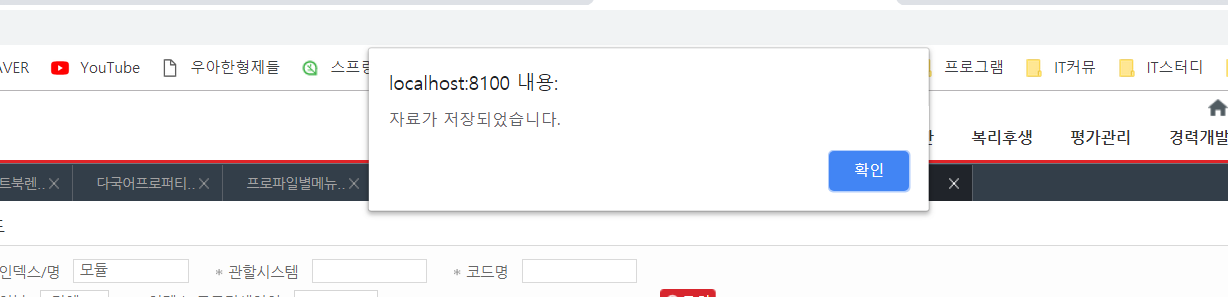 AVER YouTube 우아한형제들 스프링 프로그램 IT커뮤 IT스터디
localhost:8100 내용:
자료가 저장되었습니다.
확인
복리후생 평가관리 경력개발
트북렌.. 다국어프로퍼티.. 프로파일별메뉴..
인덱스/명 모듈 * 관할시스템 * 코드명